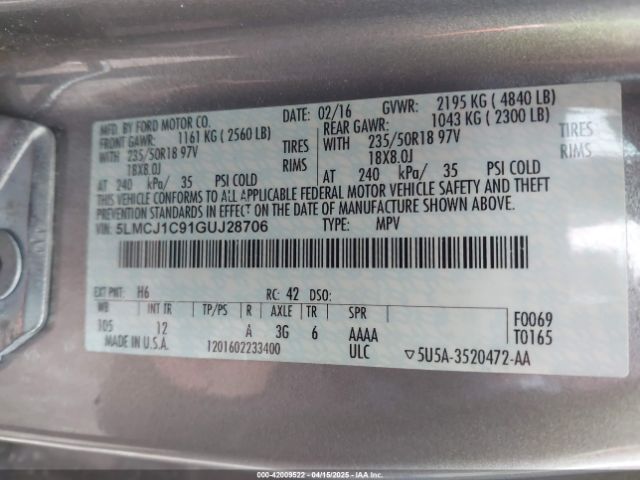 MFD. BY FORD MOTOR CO. DATE: 02/16 GVWR: 2195 KG ( 4840 LB)
FRONT GAWR: 1161 KG ( 2560 LB) REAR GAWR: 1043 KG ( 2300 LB)
WITH 235/50R18 97V TIRES WITH 235/50R18 97V TIRES
18X8.0J RIMS 18X8.0J RIMS
AT 240 kPa/ 35 PSI COLD AT 240 kPa/ 35 PSI COLD
THIS VEHICLE CONFORMS TO ALL APPLICABLE FEDERAL MOTOR VEHICLE SAFETY AND THEFT
PREVENTION STANDARDS IN EFFECT ON THE DATE OF MANUFACTURE SHOWN ABOVE.
VIN: 5LMCJ1C91GUJ28706 TYPE: MPV
EXT PNT: H6 RC: 42 DSO:
WB INT TR TP/PS R AXLE TR SPR F0069
105 12 A 3G 6 AAAA T0165
MADE IN U.S.A. 1201602233400 ULC ▽5U5A-3520472-AA
000-42009522 - 04/15/2025 - IAAI.com